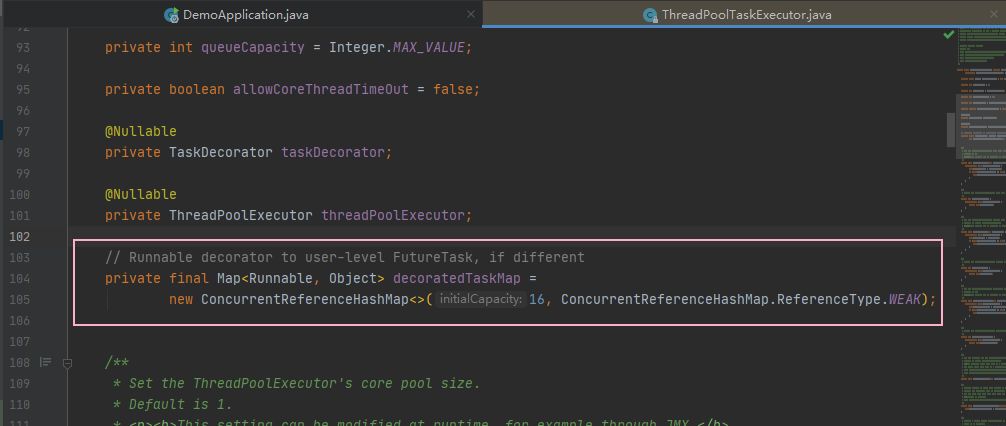 DemoApplication.java
ThreadPoolTaskExecutor.java
93 private int queueCapacity = Integer.MAX_VALUE;
94
95 private boolean allowCoreThreadTimeOut = false;
96
97 @Nullable
98 private TaskDecorator taskDecorator;
99
100 @Nullable
101 private ThreadPoolExecutor threadPoolExecutor;
102
103 // Runnable decorator to user-level FutureTask, if different
104 private final Map<Runnable, Object> decoratedTaskMap =
105 new ConcurrentReferenceHashMap<>( initialCapacity: 16, ConcurrentReferenceHashMap.ReferenceType.WEAK);
106
107
108 /**
109 * Set the ThreadPoolExecutor's core pool size.
110 * Default is 1.
111 * <p><b>This setting can be modified at runtime, for example through JMX.</b>